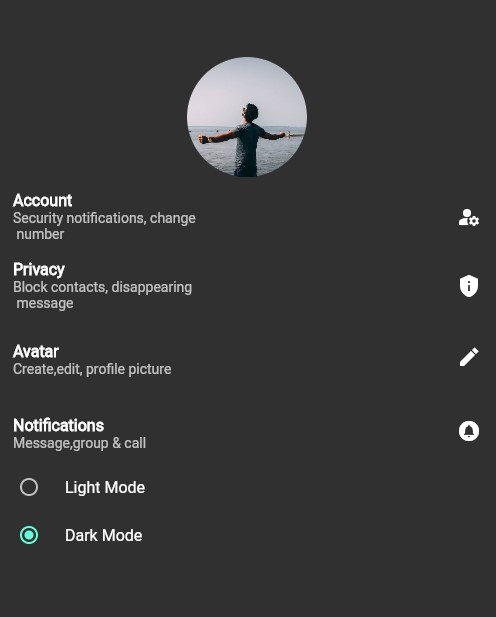 Account
Security notifications, change
number
Privacy
Block contacts, disappearing
message
Avatar
Create,edit, profile picture
Notifications
Message,group & call
Light Mode
Dark Mode